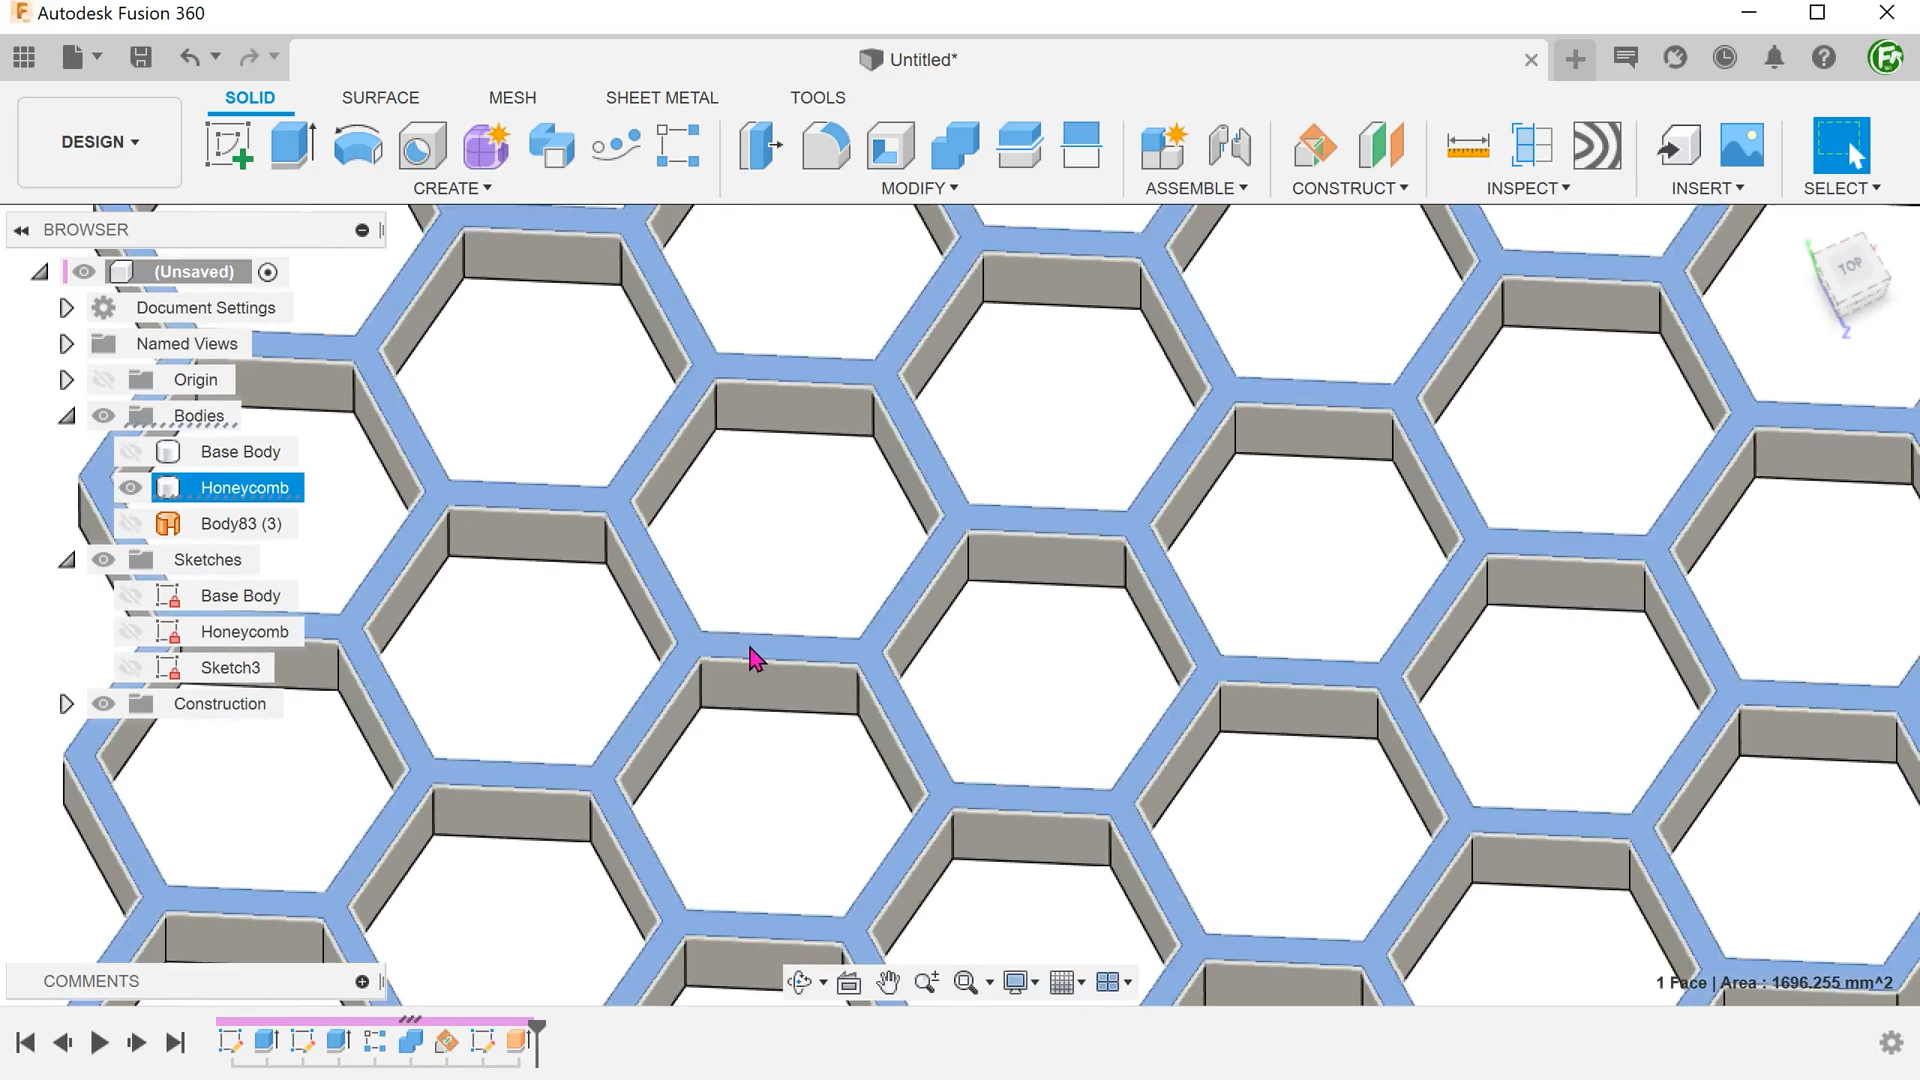 Autodesk Fusion 360
Untitled*
SOLID SURFACE MESH SHEET METAL TOOLS
DESIGN
CREATE MODIFY ASSEMBLE CONSTRUCT INSPECT INSERT SELECT
BROWSER
(Unsaved)
Document Settings
Named Views
Origin
Bodies
Base Body
Honeycomb
Body83 (3)
Sketches
Base Body
Honeycomb
Sketch3
Construction
TOP
Z
COMMENTS
1 Face | Area : 1696.255 mm^2